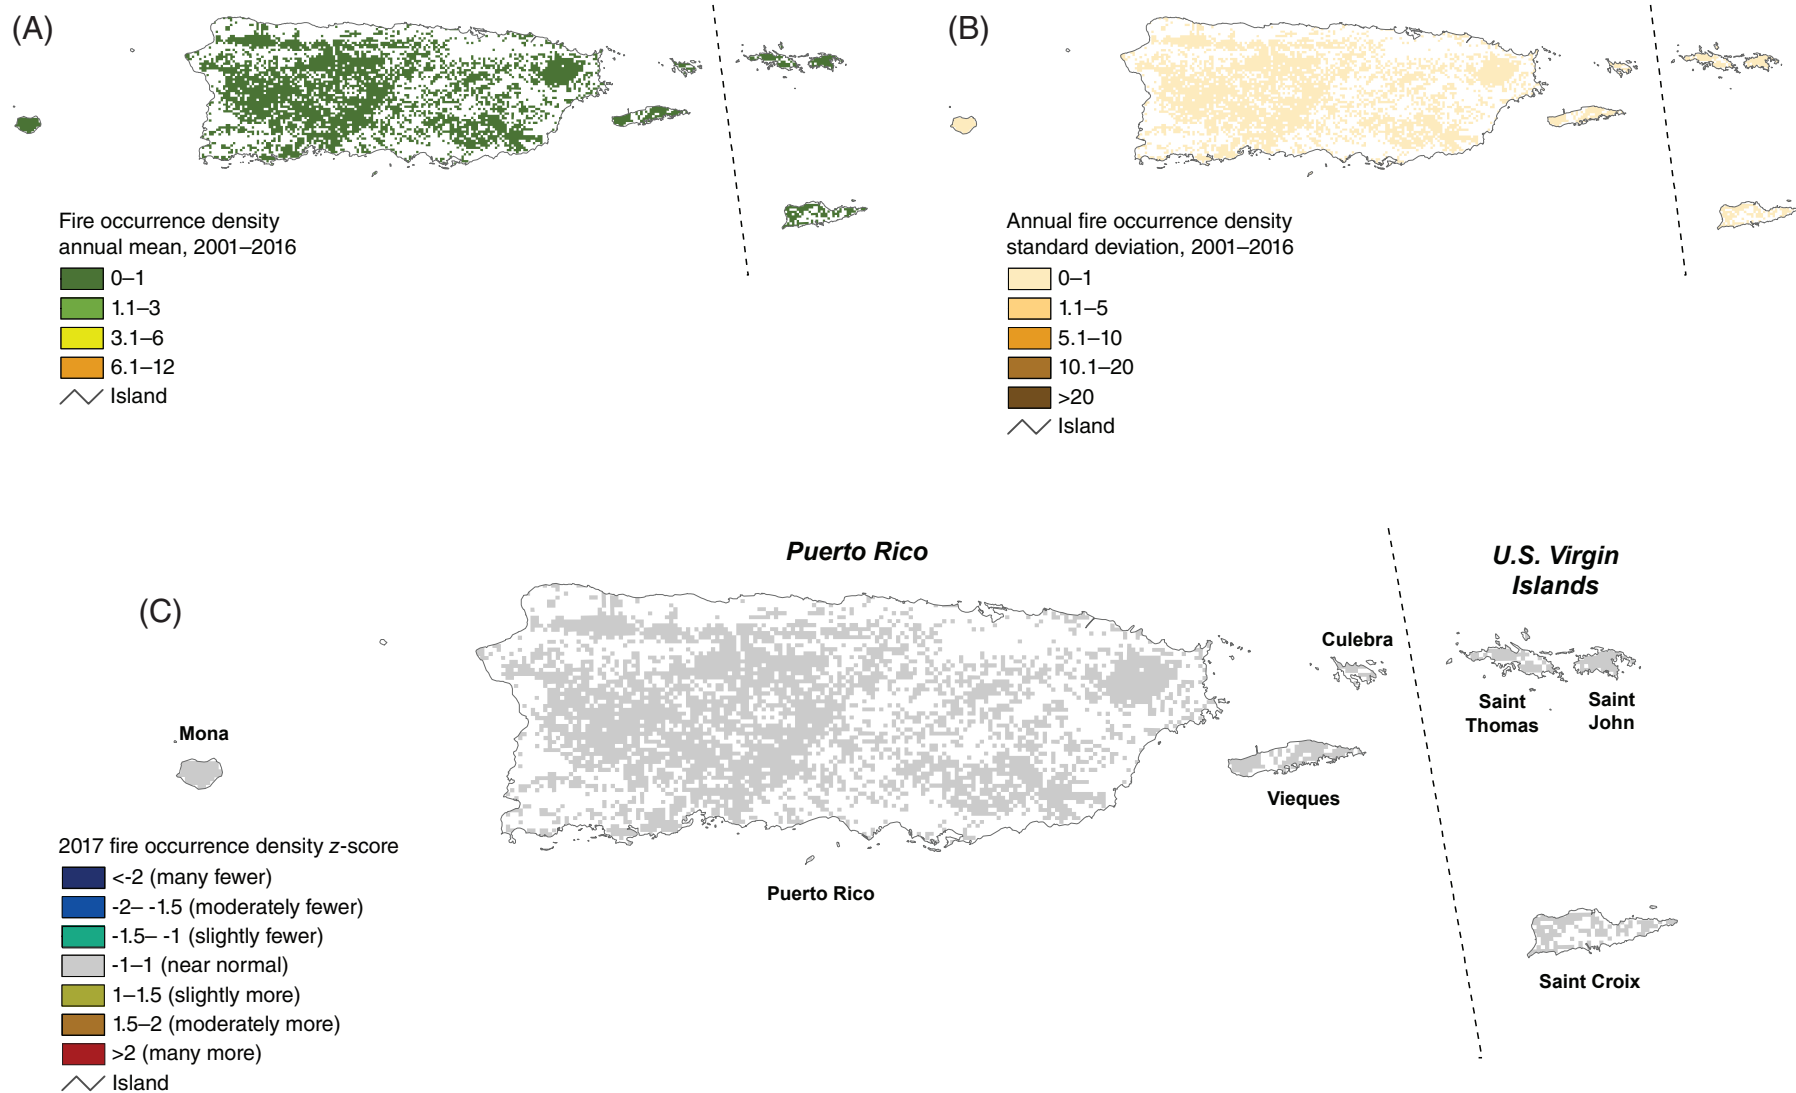 (A)
Fire occurrence density
annual mean, 2001–2016
0–1
1.1–3
3.1–6
6.1–12
Island
(B)
Annual fire occurrence density
standard deviation, 2001–2016
0–1
1.1–5
5.1–10
10.1–20
>20
Island
(C)
Puerto Rico
U.S. Virgin
Islands
Culebra
Saint
Thomas
Saint
John
Mona
Vieques
Puerto Rico
Saint Croix
2017 fire occurrence density z-score
<-2 (many fewer)
-2– -1.5 (moderately fewer)
-1.5– -1 (slightly fewer)
-1–1 (near normal)
1–1.5 (slightly more)
1.5–2 (moderately more)
>2 (many more)
Island